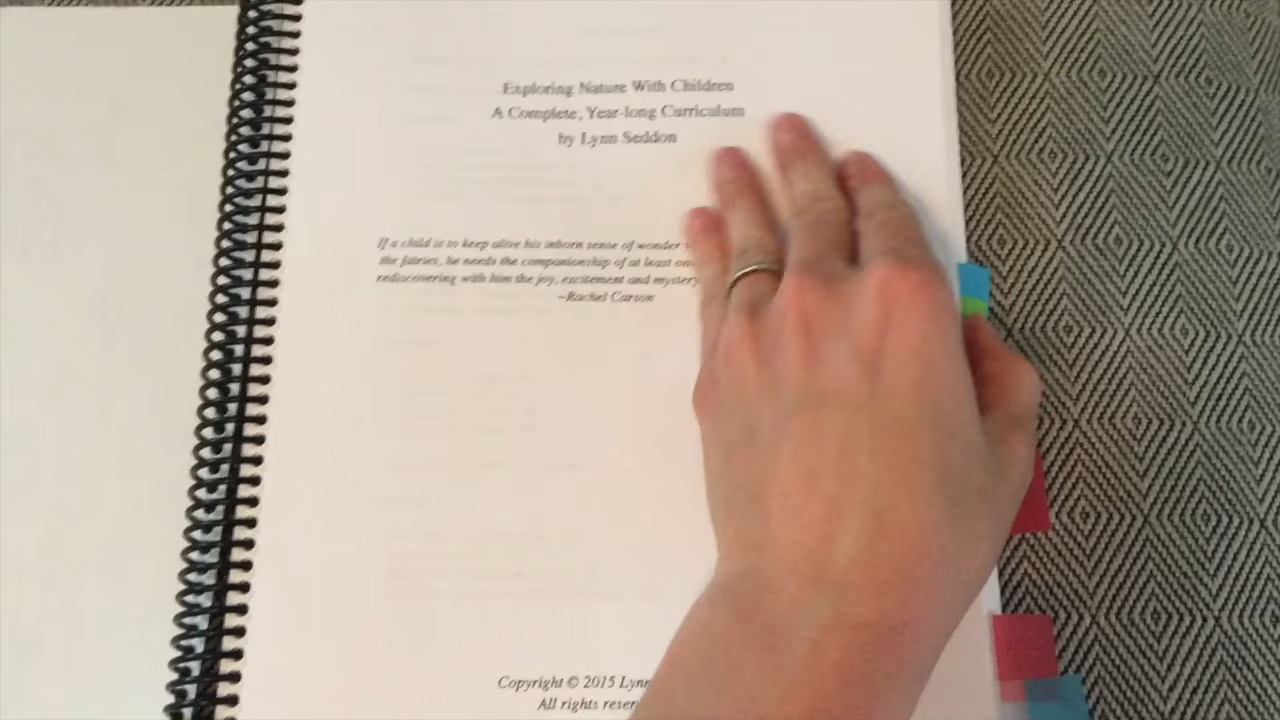 Exploring Nature With Children
A Complete, Year-long Curriculum
by Lynn Seddon
If a child is to keep alive his inborn sense of wonder
the fairies, he needs the companionship of at least
rediscovering with him the joy, excitement and mystery
~Rachel Carson
Copyright © 2015 Lynn
All rights